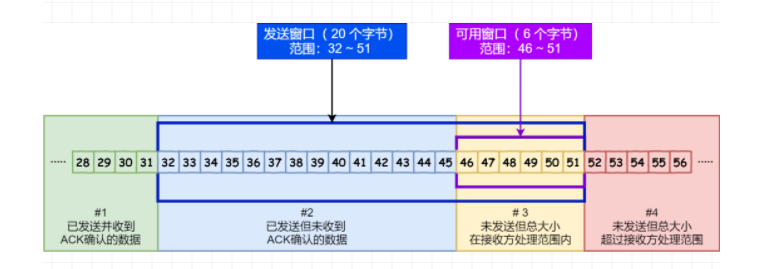 发送窗口（20 个字节）
范围：32 ~ 51
可用窗口（6 个字节）
范围：46 ~ 51
..... 28 29 30 31 32 33 34 35 36 37 38 39 40 41 42 43 44 45 46 47 48 49 50 51 52 53 54 55 56 .....
#1
已发送并收到
ACK确认的数据
#2
已发送但未收到
ACK确认的数据
# 3
未发送但总大小
在接收方处理范围内
#4
未发送但总大小
超过接收方处理范围